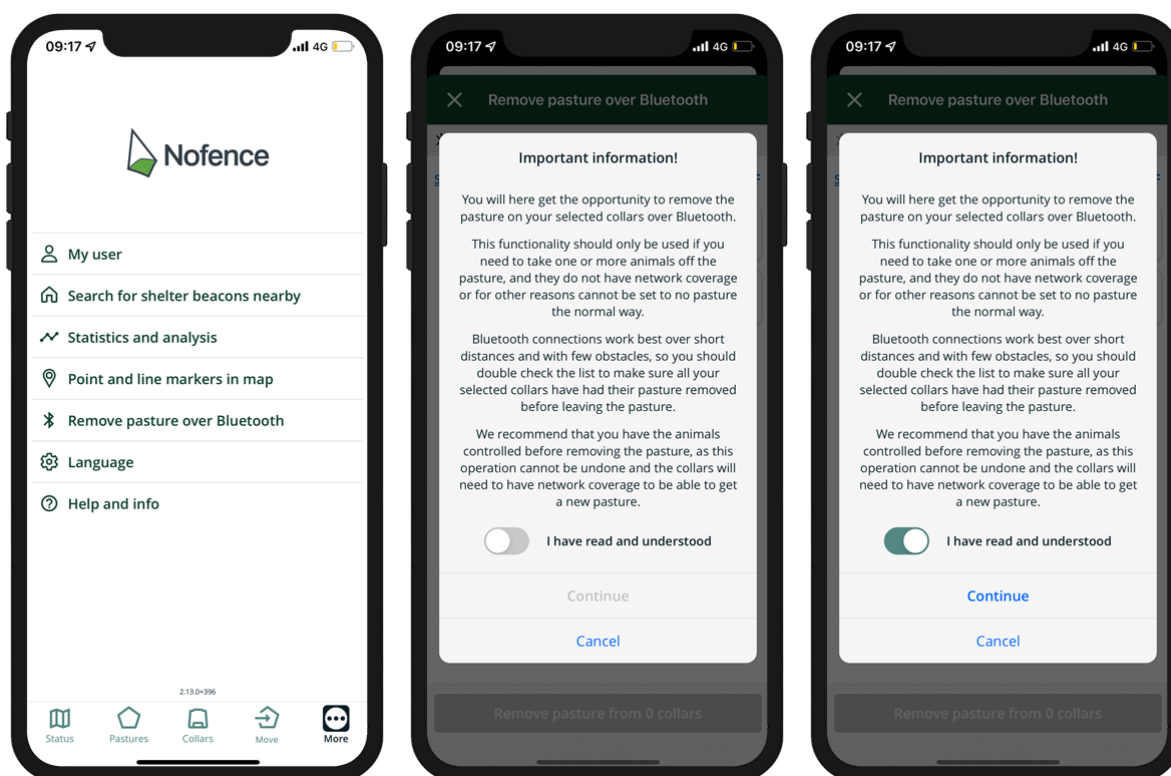 09:17
4G
Nofence
My user
Search for shelter beacons nearby
Statistics and analysis
Point and line markers in map
Remove pasture over Bluetooth
Language
Help and info
2.13.0+396
Status
Pastures
Collars
Move
More
09:17
4G
Remove pasture over Bluetooth
S
Important information!
You will here get the opportunity to remove the
pasture on your selected collars over Bluetooth.
This functionality should only be used if you
need to take one or more animals off the
pasture, and they do not have network coverage
or for other reasons cannot be set to no pasture
the normal way.
Bluetooth connections work best over short
distances and with few obstacles, so you should
double check the list to make sure all your
selected collars have had their pasture removed
before leaving the pasture.
We recommend that you have the animals
controlled before removing the pasture, as this
operation cannot be undone and the collars will
need to have network coverage to be able to get
a new pasture.
I have read and understood
Continue
Cancel
Remove pasture from 0 collars
09:17
4G
Remove pasture over Bluetooth
S
Important information!
You will here get the opportunity to remove the
pasture on your selected collars over Bluetooth.
This functionality should only be used if you
need to take one or more animals off the
pasture, and they do not have network coverage
or for other reasons cannot be set to no pasture
the normal way.
Bluetooth connections work best over short
distances and with few obstacles, so you should
double check the list to make sure all your
selected collars have had their pasture removed
before leaving the pasture.
We recommend that you have the animals
controlled before removing the pasture, as this
operation cannot be undone and the collars will
need to have network coverage to be able to get
a new pasture.
I have read and understood
Continue
Cancel
Remove pasture from 0 collars